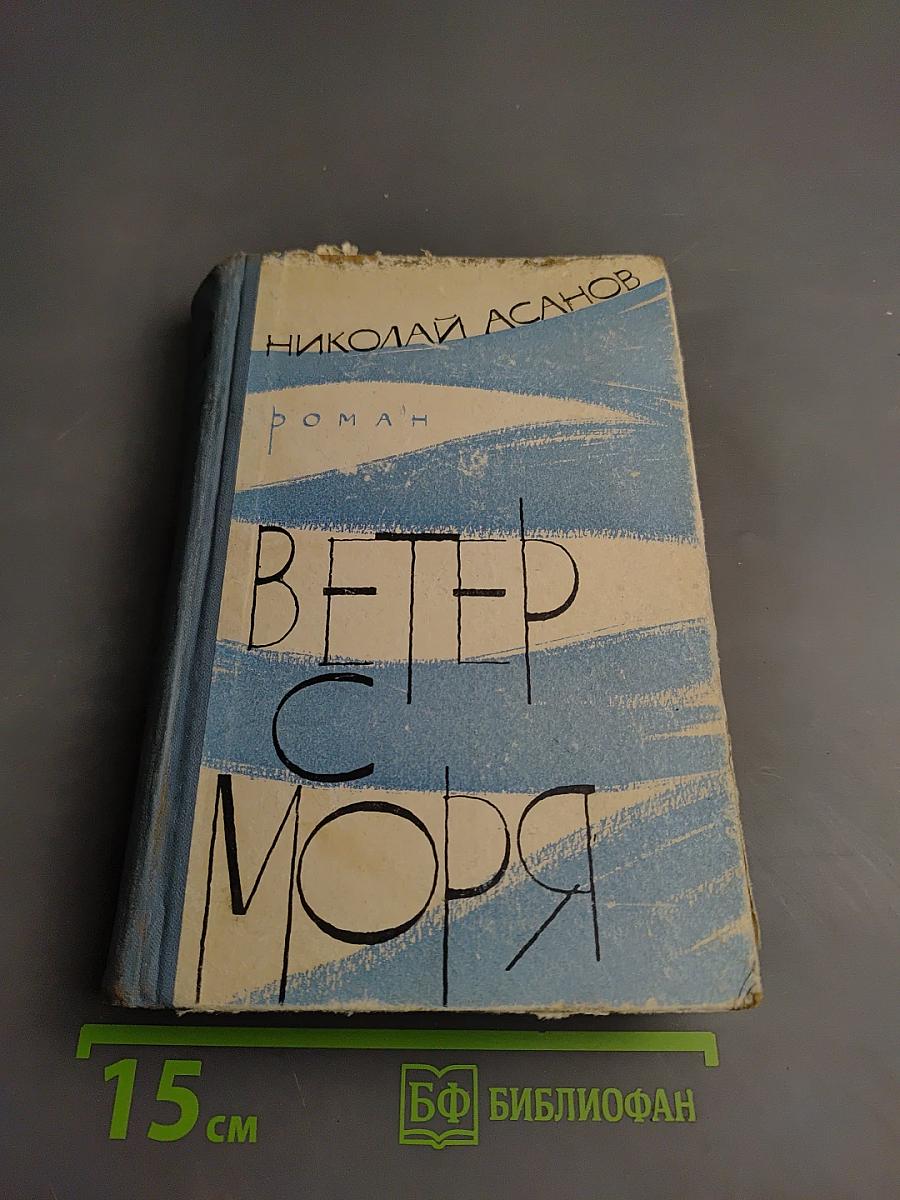 НИКОЛАЙ АСАНОВ
роман
ВЕТЕР
С
МОРЯ
15 см
БФ БИБЛИОФАН